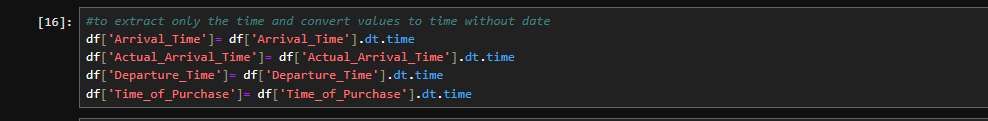 [16]: #to extract only the time and convert values to time without date
df['Arrival_Time']= df['Arrival_Time'].dt.time
df['Actual_Arrival_Time']= df['Actual_Arrival_Time'].dt.time
df['Departure_Time']= df['Departure_Time'].dt.time
df['Time_of_Purchase']= df['Time_of_Purchase'].dt.time